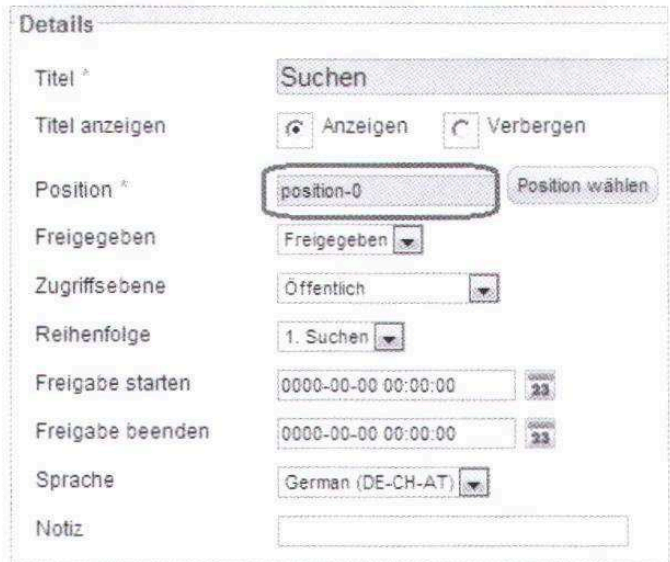 Details
Titel * Suchen
Titel anzeigen Anzeigen Verbergen
Position * position-0 Position wählen
Freigegeben Freigegeben
Zugriffsebene Öffentlich
Reihenfolge 1. Suchen
Freigabe starten 0000-00-00 00:00:00 23
Freigabe beenden 0000-00-00 00:00:00 23
Sprache German (DE-CH-AT)
Notiz